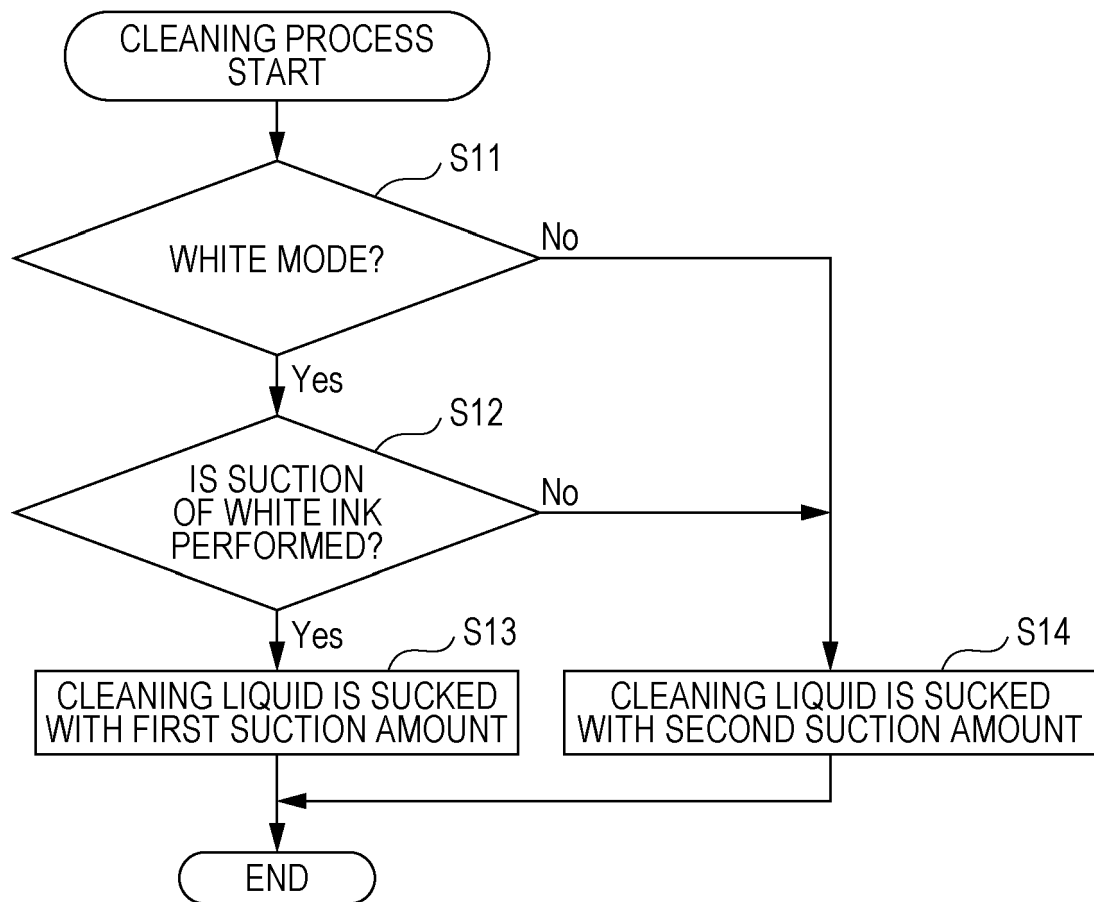 CLEANING PROCESS
START
S11
WHITE MODE?
No
Yes
S12
IS SUCTION
OF WHITE INK
PERFORMED?
No
Yes
S13
CLEANING LIQUID IS SUCKED
WITH FIRST SUCTION AMOUNT
S14
CLEANING LIQUID IS SUCKED
WITH SECOND SUCTION AMOUNT
END